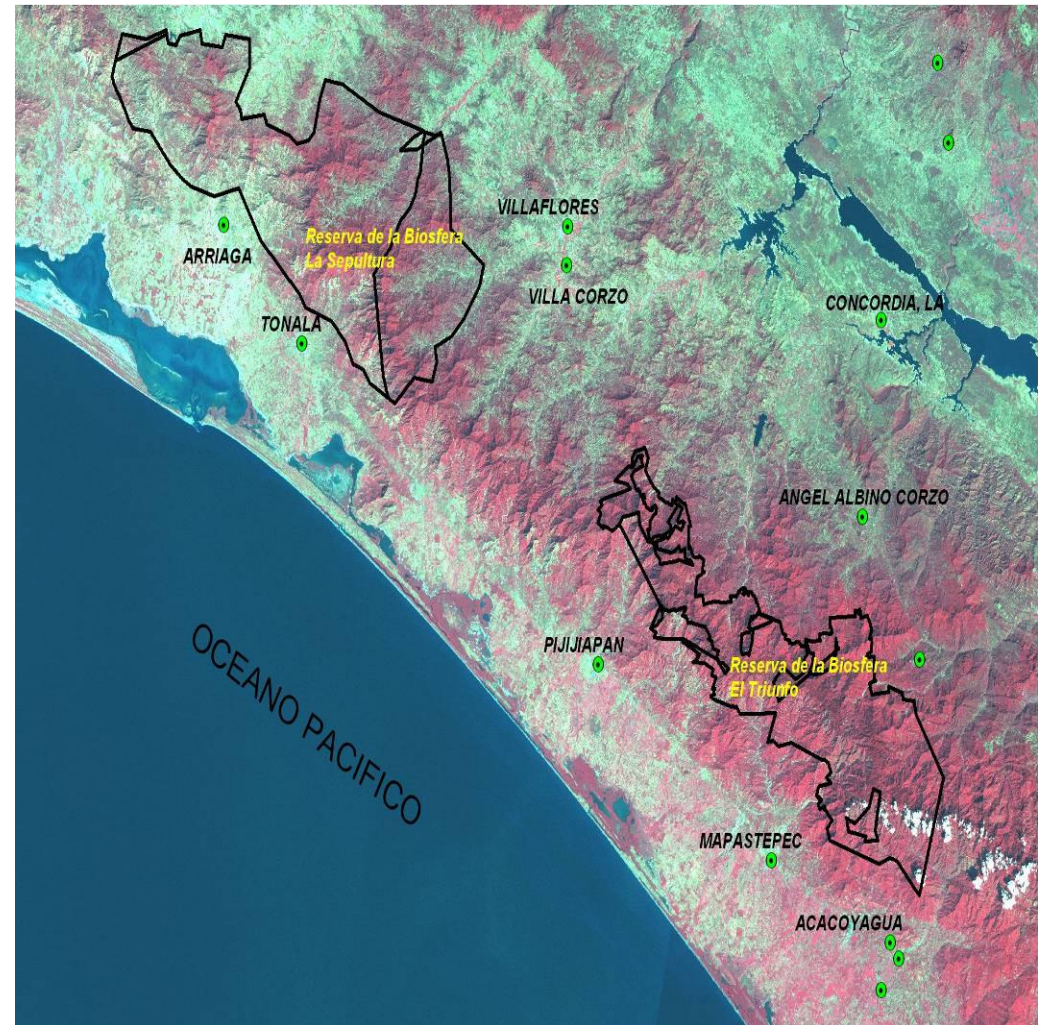 VILLAFLORES
Reserva de la Biosfera
La Sepultura
ARRIAGA
VILLA CORZO
CONCORDIA, LA
TONALA
ANGEL ALBINO CORZO
PIJIJIAPAN
Reserva de la Biosfera
El Triunfo
OCEANO PACIFICO
MAPASTEPEC
ACACOYAGUA